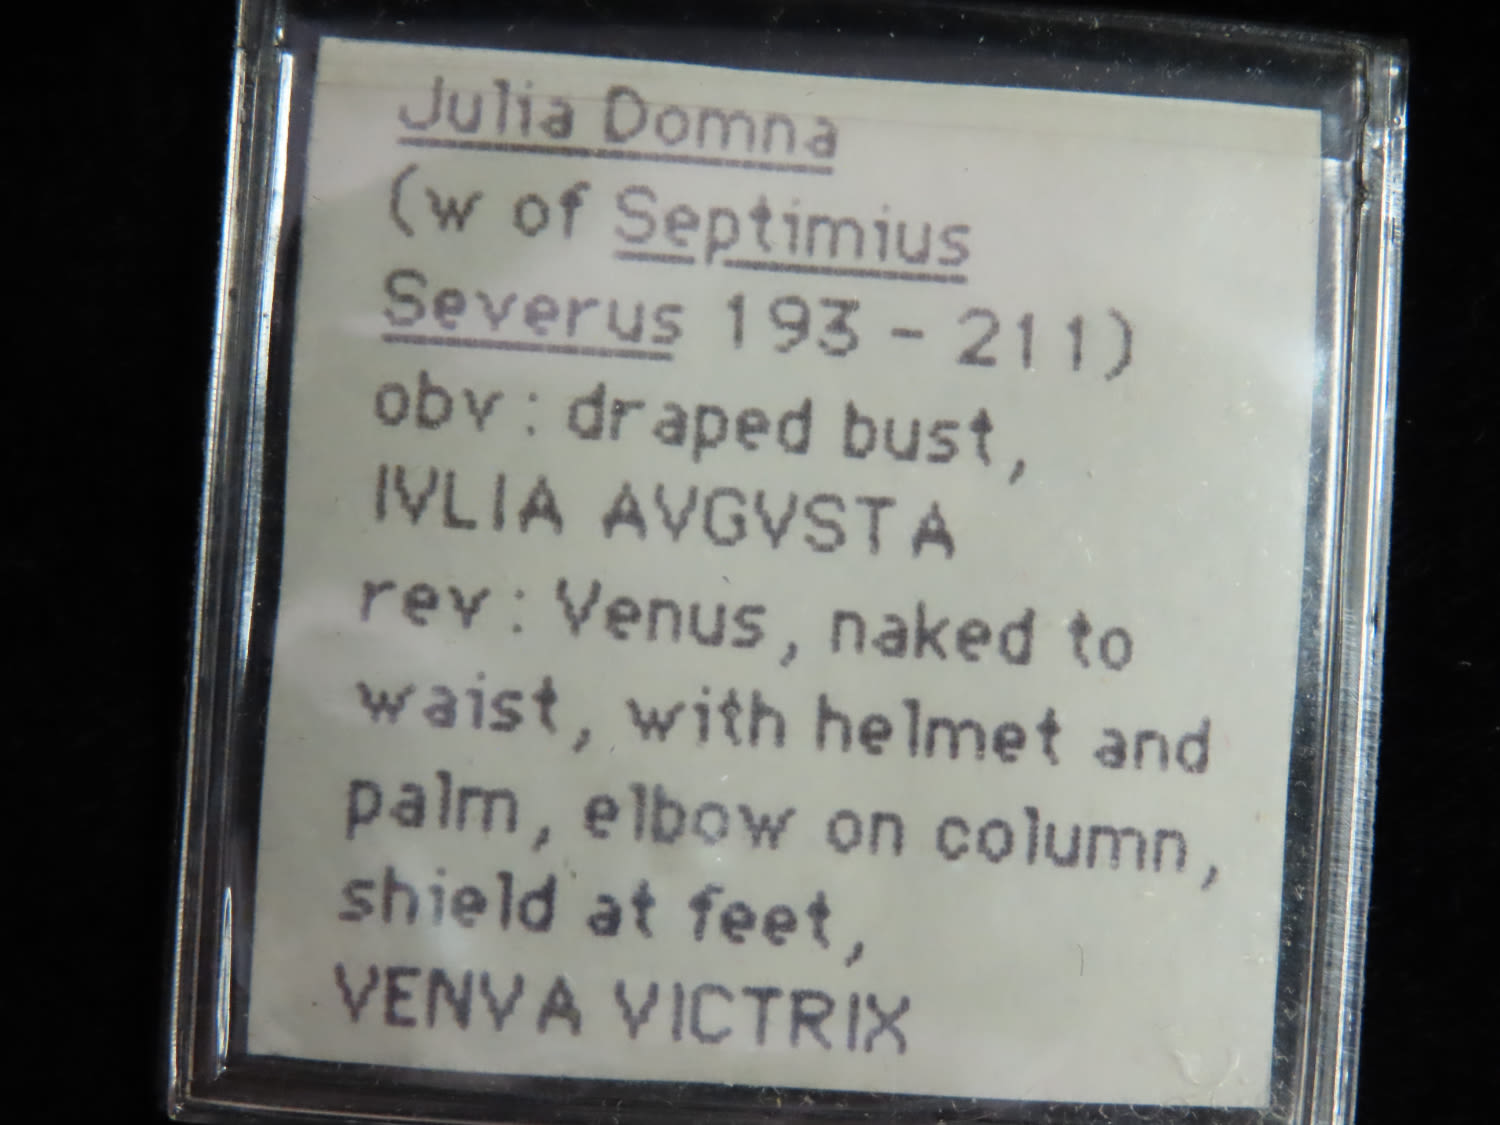 Julia Domna
(w of Septimius
Severus 193 - 211)
obv: draped bust,
IVLIA AVGVSTA
rev: Venus, naked to
waist, with helmet and
palm, elbow on column,
shield at feet,
VENVA VICTRIX